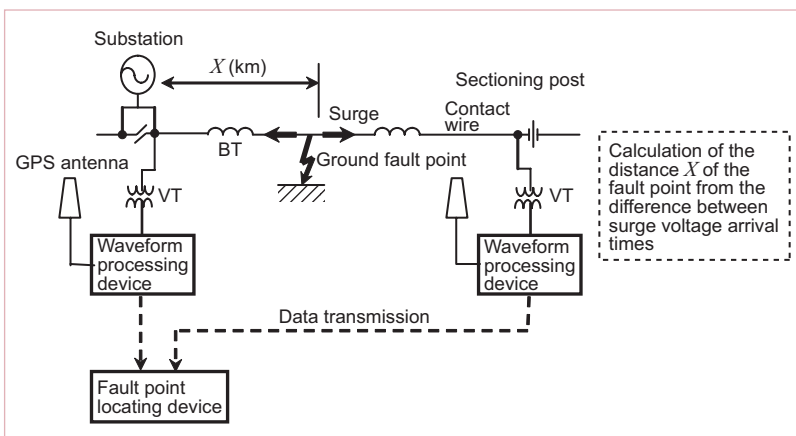 Substation
X (km)
Sectioning post
Surge
Contact
wire
BT
GPS antenna
Ground fault point
VT
VT
Calculation of the
distance X of the
fault point from the
difference between
surge voltage arrival
times
Waveform
processing
device
Waveform
processing
device
Data transmission
Fault point
locating device